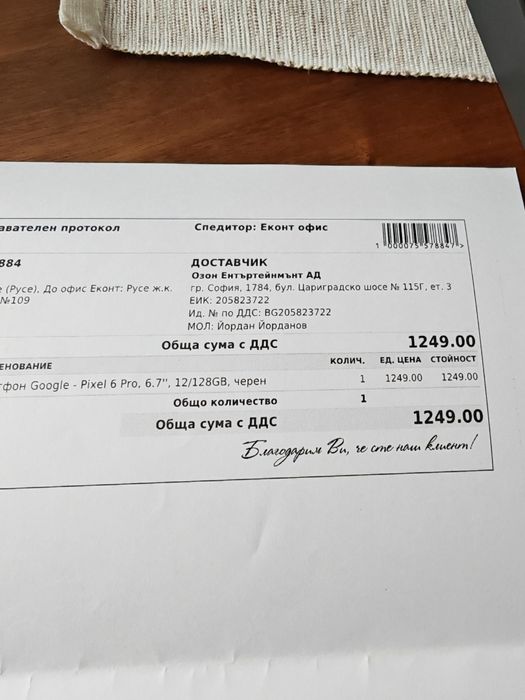 авателен протокол Спедитор: Еконт офис
1 000075 578847>
884 ДОСТАВЧИК
Озон Ентъртейнмънт АД
е (Русе). До офис Еконт: Русе ж.к. гр. София, 1784, бул. Цариградско шосе № 115Г, ет. 3
№109 ЕИК: 205823722
Ид. № по ДДС: BG205823722
МОЛ: Йордан Йорданов
Обща сума с ДДС 1249.00
ЕНОВАНИЕ КОЛИЧ. ЕД. ЦЕНА СТОЙНОСТ
тфон Google - Pixel 6 Pro, 6.7", 12/128GB, черен 1 1249.00 1249.00
Общо количество 1
Обща сума с ДДС 1249.00
Благодарим Ви, че сте наш клиент!